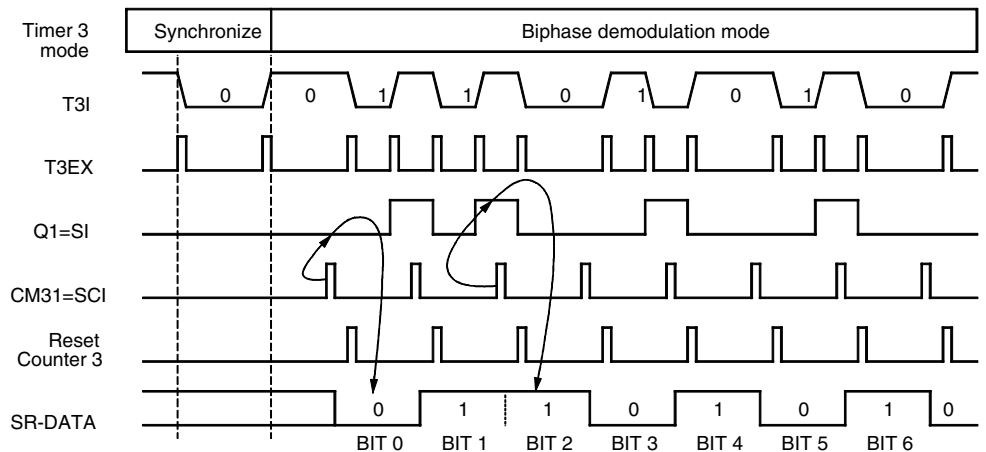 Timer 3
mode
Synchronize
Biphase demodulation mode
T3I
0 0 1 1 0 1 0 1 0
T3EX
Q1=SI
CM31=SCI
Reset
Counter 3
SR-DATA
0 1 1 0 1 0 1 0
BIT 0 BIT 1 BIT 2 BIT 3 BIT 4 BIT 5 BIT 6